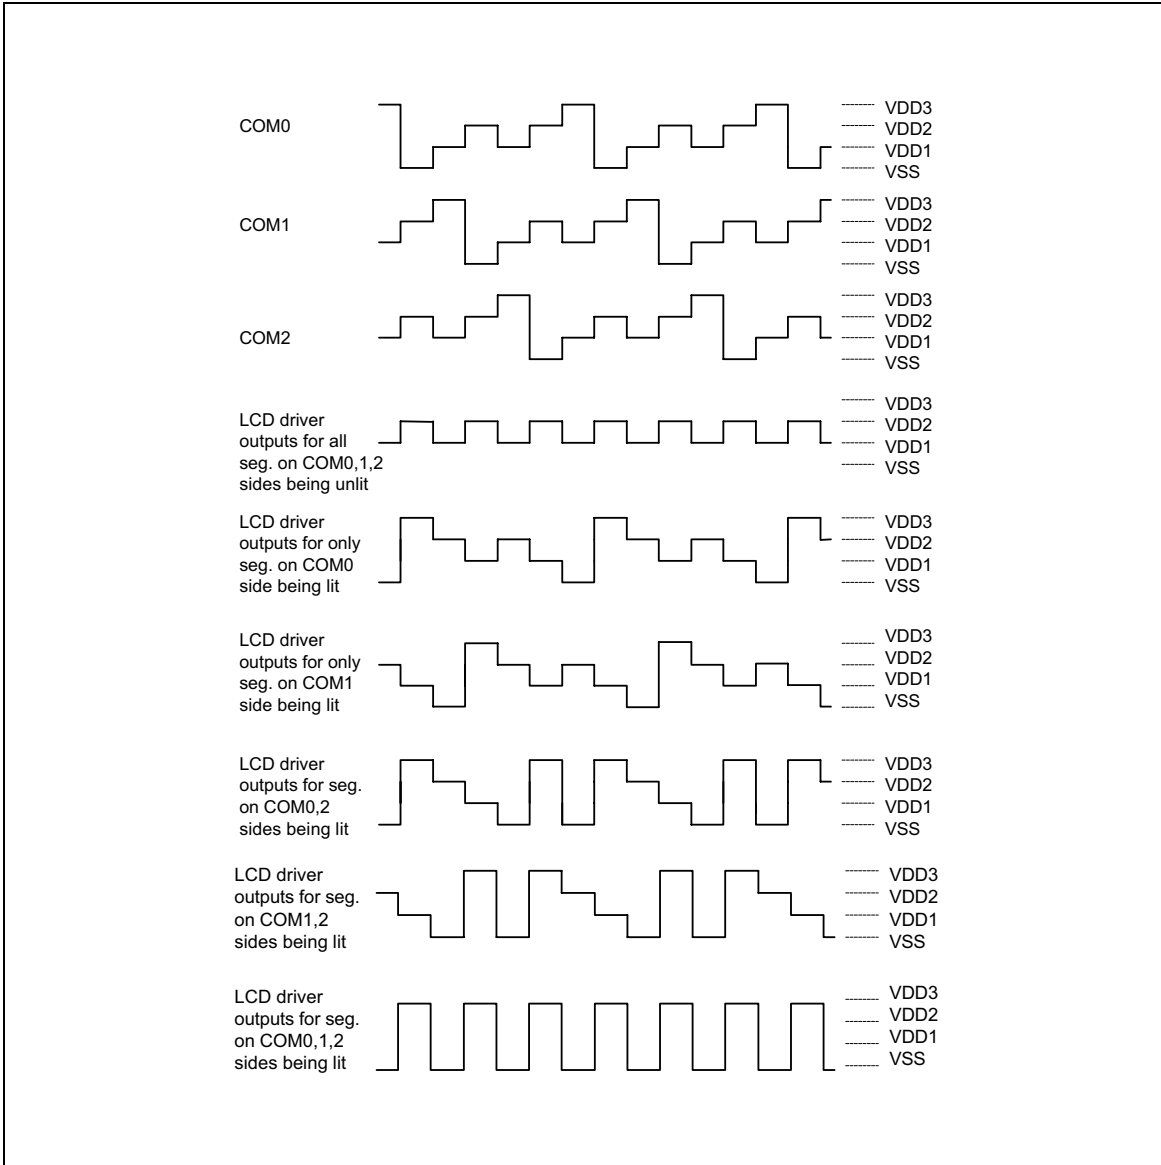 COM0
VDD3
VDD2
VDD1
VSS
COM1
VDD3
VDD2
VDD1
VSS
COM2
VDD3
VDD2
VDD1
VSS
LCD driver
outputs for all
seg. on COM0,1,2
sides being unlit
VDD3
VDD2
VDD1
VSS
LCD driver
outputs for only
seg. on COM0
side being lit
VDD3
VDD2
VDD1
VSS
LCD driver
outputs for only
seg. on COM1
side being lit
VDD3
VDD2
VDD1
VSS
LCD driver
outputs for seg.
on COM0,2
sides being lit
VDD3
VDD2
VDD1
VSS
LCD driver
outputs for seg.
on COM1,2
sides being lit
VDD3
VDD2
VDD1
VSS
LCD driver
outputs for seg.
on COM0,1,2
sides being lit
VDD3
VDD2
VDD1
VSS